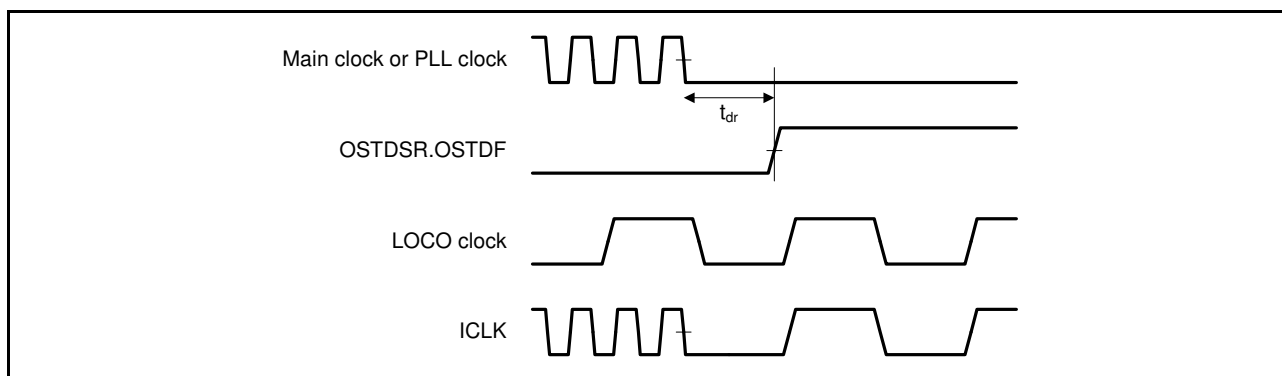 Main clock or PLL clock
tdr
OSTDSR.OSTDF
LOCO clock
ICLK